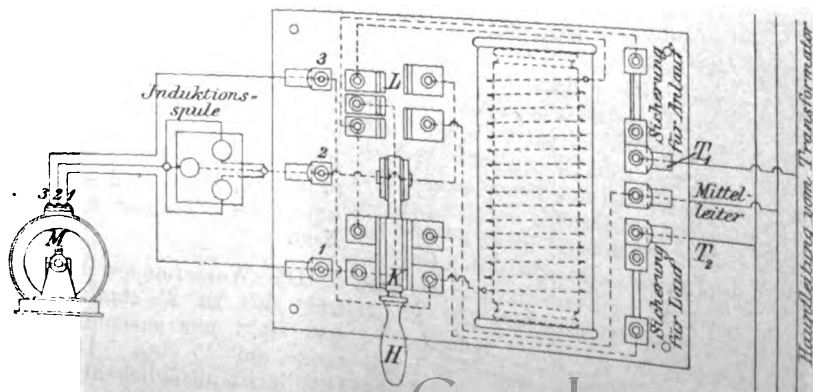 Induktions-
spule
3
L
2
1
K
H
3 2 1
M
Sicherung
für Anlauf
T1
Mittel-
leiter
T2
Sicherung
für Lauf
Hauptleitung vom Transformator